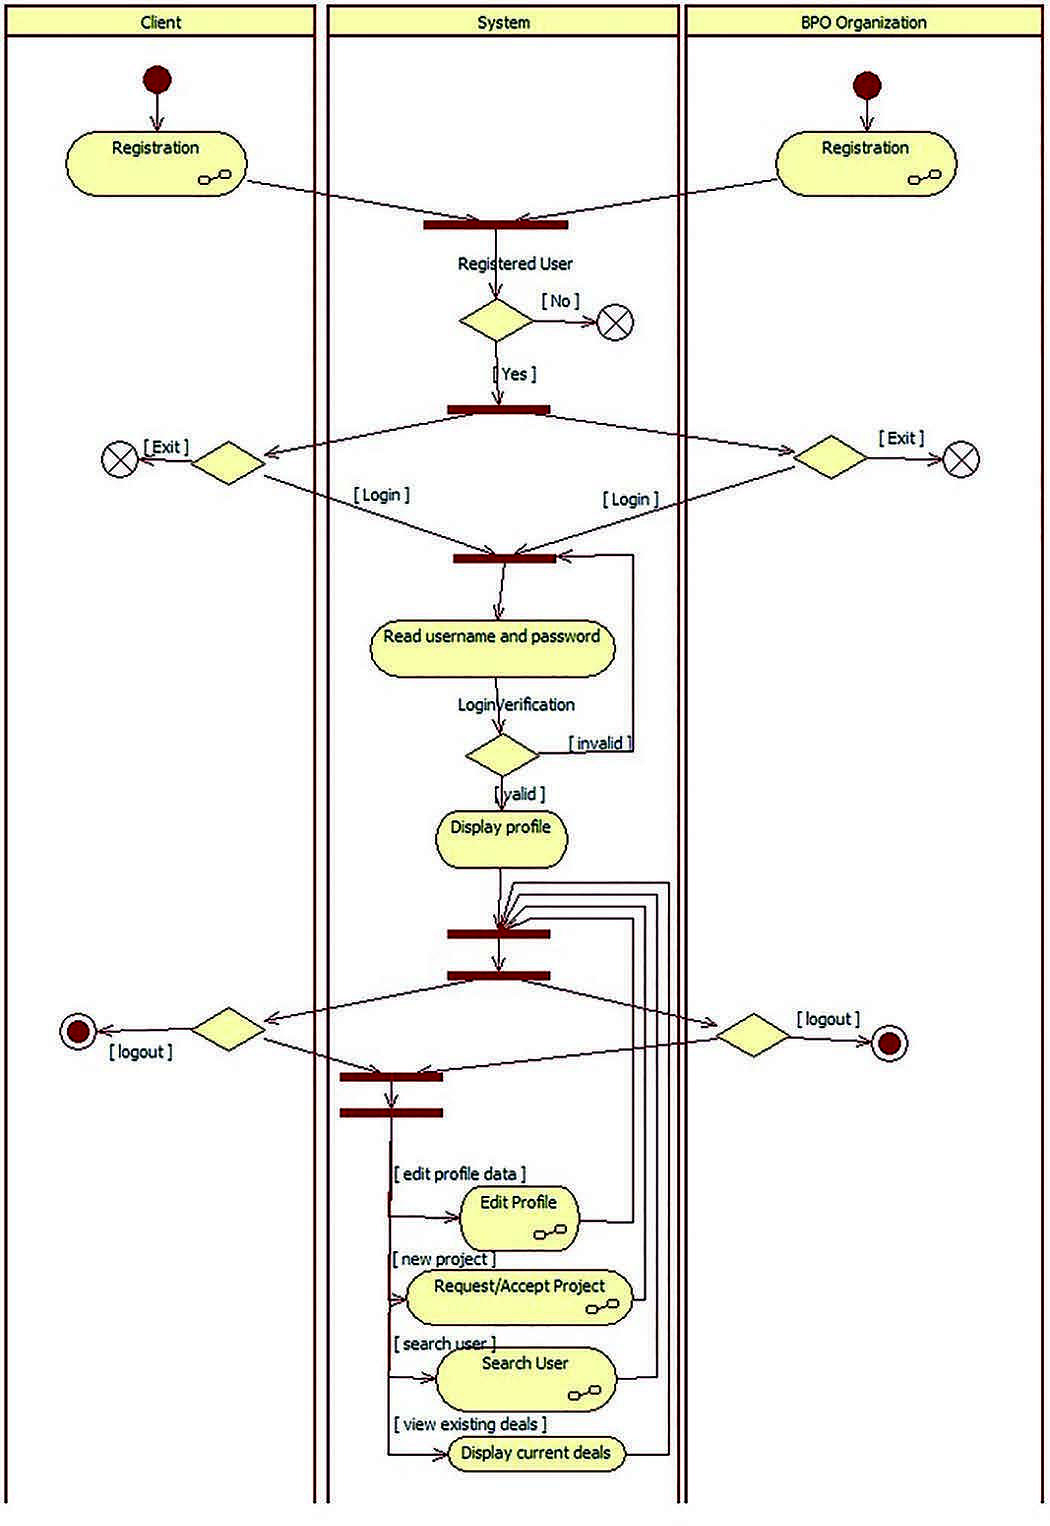 Client
System
BPO Organization
Registration
Registration
Registered User
[ No ]
[ Yes ]
[ Exit ]
[ Exit ]
[ Login ]
[ Login ]
Read username and password
LoginVerification
[ invalid ]
[ valid ]
Display profile
[ logout ]
[ logout ]
[ edit profile data ]
Edit Profile
[ new project ]
Request/Accept Project
[ search user ]
Search User
[ view existing deals ]
Display current deals